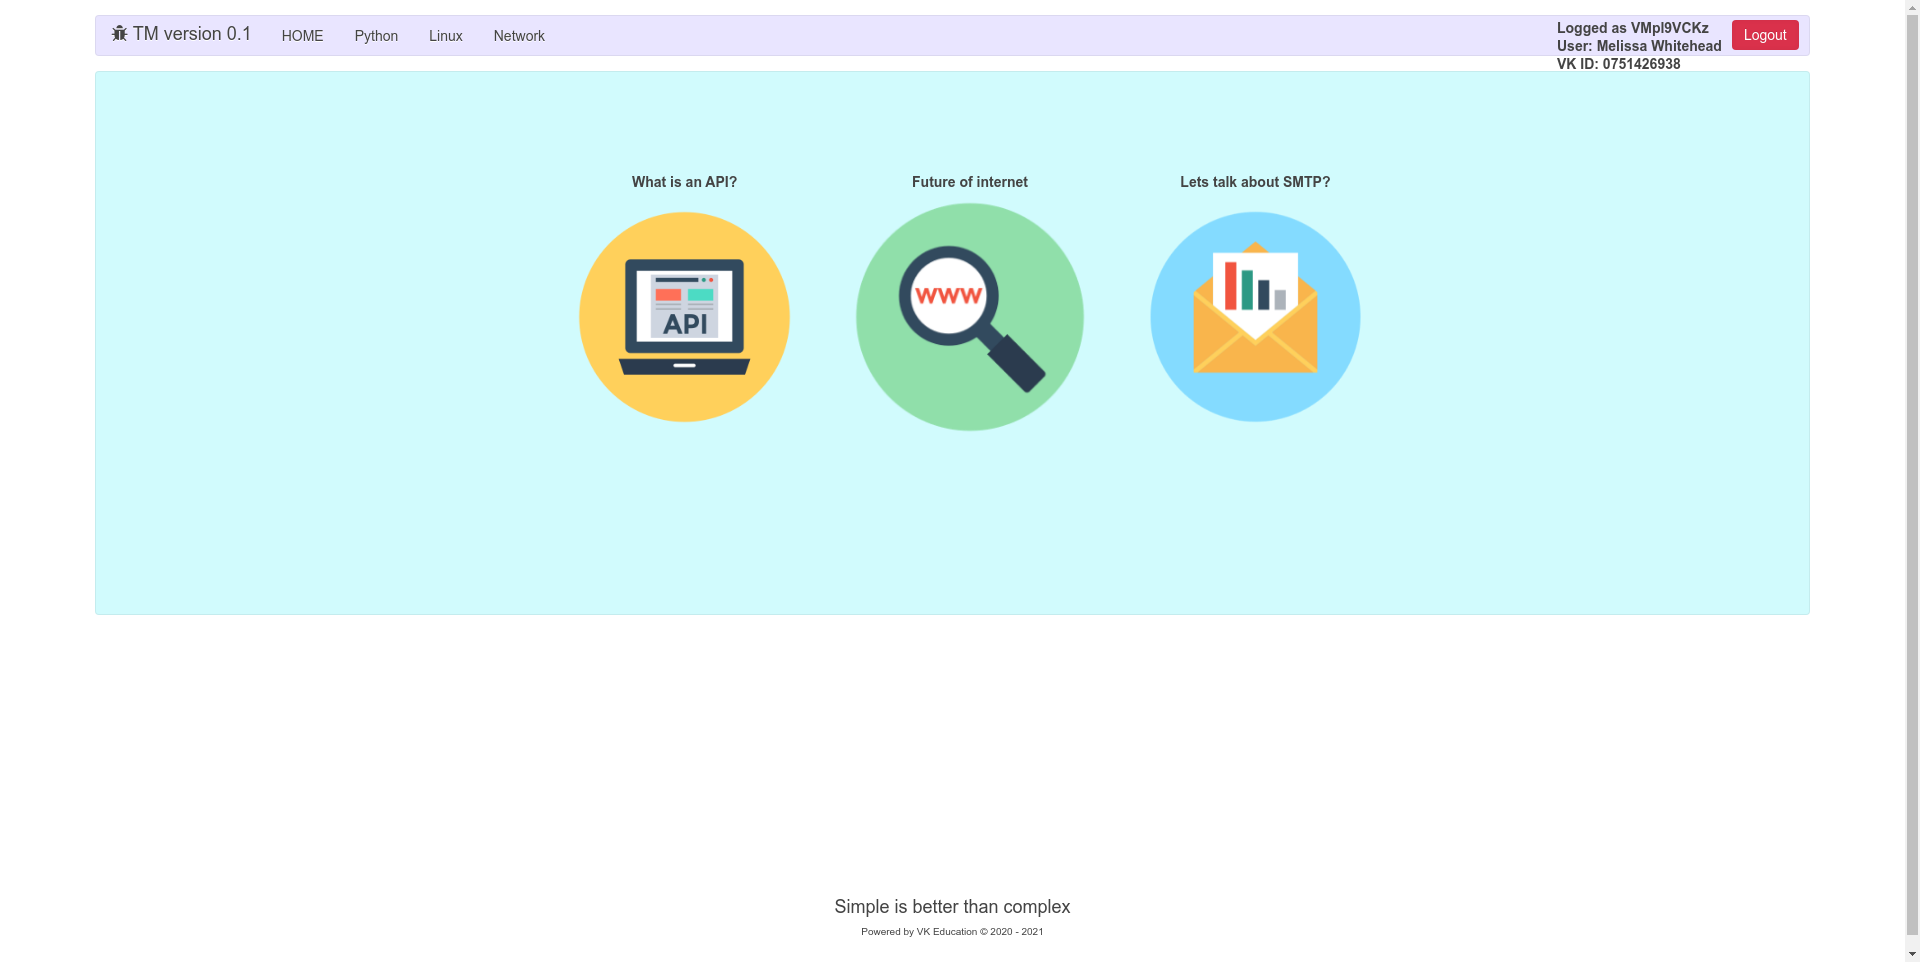 TM version 0.1
HOME
Python
Linux
Network
Logged as VMpl9VCKz
User: Melissa Whitehead
VK ID: 0751426938
Logout
What is an API?
Future of internet
Lets talk about SMTP?
API
WWW
Simple is better than complex
Powered by VK Education © 2020 - 2021